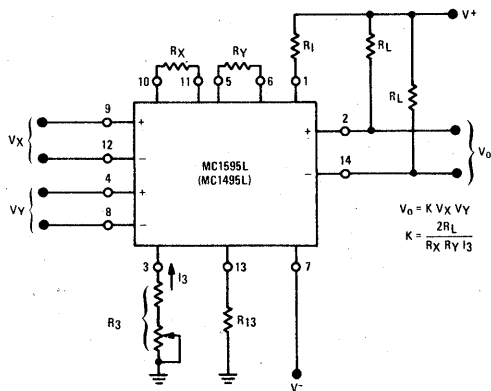 V+
RX
RY
R1
RL
RL
10
11
5
6
1
9
+
2
+
VX
12
−
MC1595L
(MC1495L)
14
−
Vo
4
+
VY
8
−
Vo = K VX VY
K = 2RL
RX RY I3
3
I3
13
7
R3
R13
V−